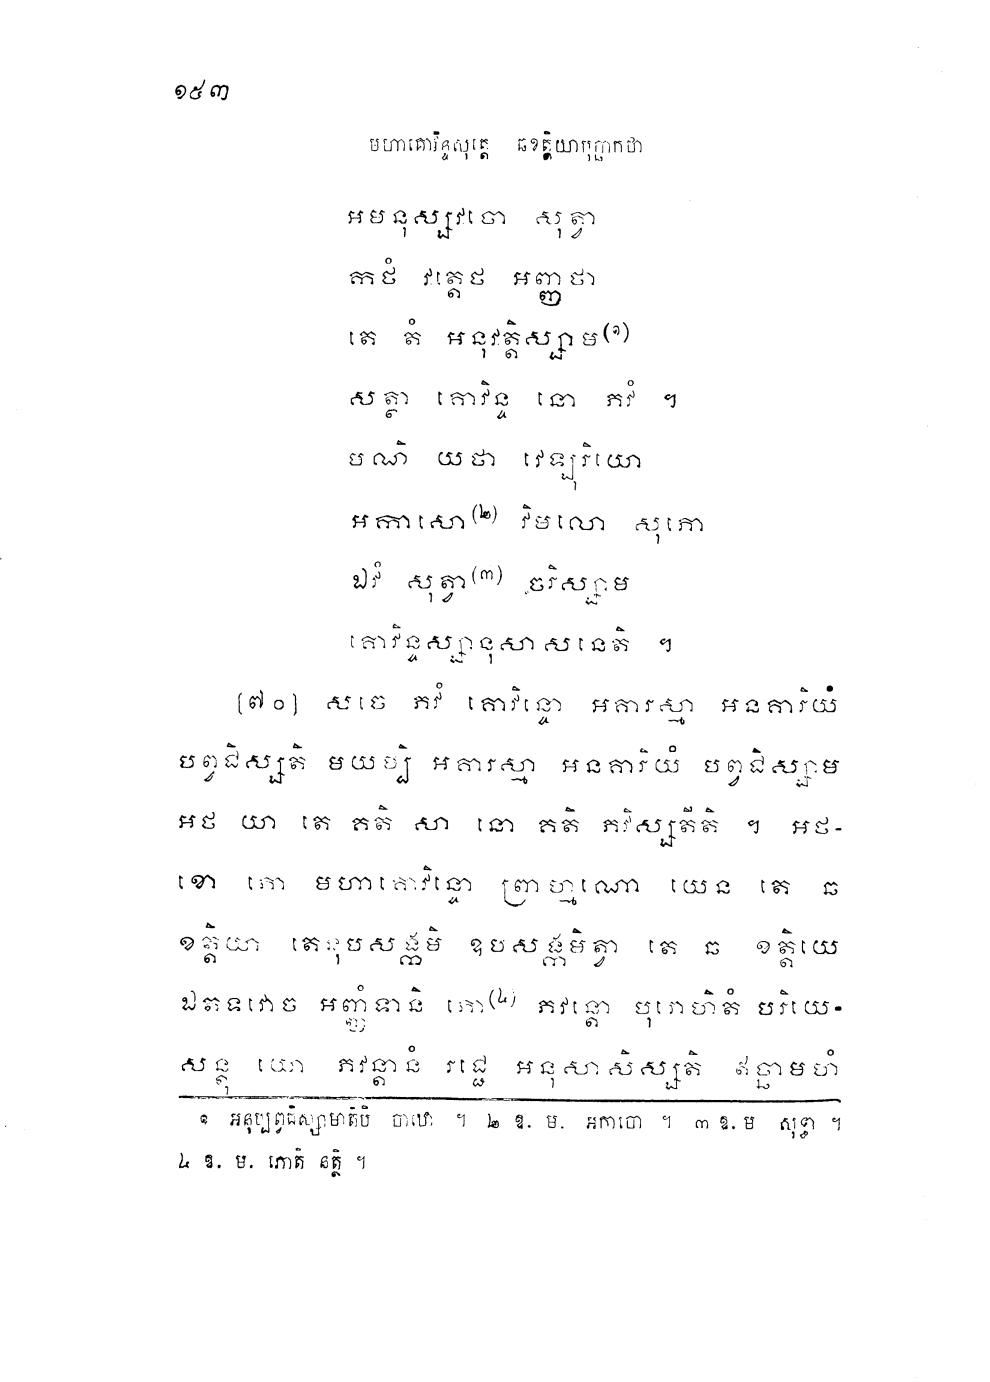 ១៥៣
មហាគោវិន្ទសុត្តេ ឆខត្តិយាបុច្ឆាកថា
អមនុស្សវចោ សុត្វា
កថំ វត្តេថ អញ្ញថា
តេ តំ អនុវត្តិស្សាម(១)
សត្ថា គោវិន្ទ នោ ភវំ ។
មណិ យថា វេឡុរិយោ
អកាសោ(២) វិមលោ សុភោ
ឯវំ សុត្វា(៣) ចរិស្សាម
គោវិន្ទស្សានុសាសនេតិ ។
[៧០] សចេ ភវំ គោវិន្ទោ អគារស្មា អនគារិយំ
បព្វជិស្សតិ មយម្បិ អគារស្មា អនគារិយំ បព្វជិស្សាម
អថ យា តេ គតិ សា នោ គតិ ភវិស្សតីតិ ។ អថ-
ខោ ភោ មហាគោវិន្ទោ ព្រាហ្មណោ យេន តេ ឆ
ខត្តិយា តេនុបសង្កមិ ឧបសង្កមិត្វា តេ ឆ ខត្តិយេ
ឯតទវោច អញ្ញំទានិ ភោ(៤) ភវន្តោ បុរោហិតំ បរិយេ-
សន្តុ យោ ភវន្តានំ រជ្ជេ អនុសាសិស្សតិ ឥច្ឆាមហំ
១ អនុប្បព្វជិស្សាមាតិបិ បាឋោ ។ ២ ឱ. ម. អកាចោ ។ ៣ ឱ. ម សុទ្ធា ។
៤ ឱ. ម. ភោតិ នត្ថិ ។